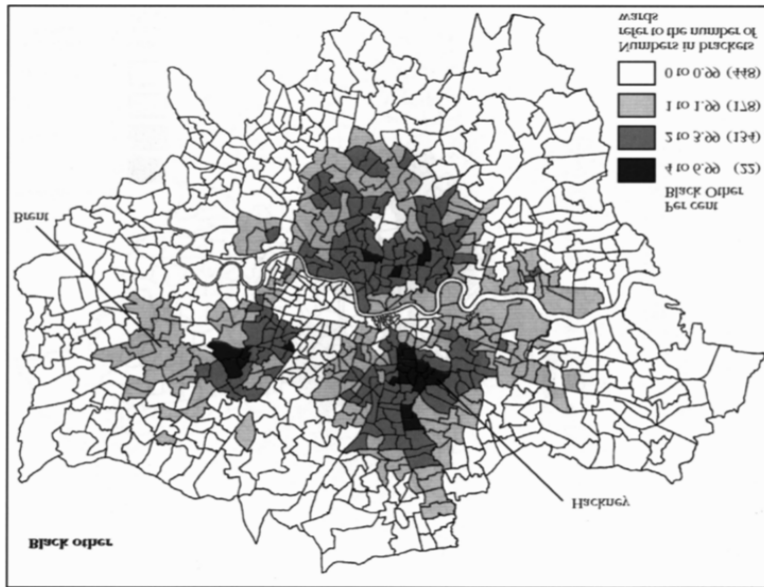 Black other
Hackney
Brent
Per cent
Black Other
4 to 6.99 (22)
2 to 3.99 (134)
1 to 1.99 (178)
0 to 0.99 (448)
Numbers in brackets
refer to the number of
wards